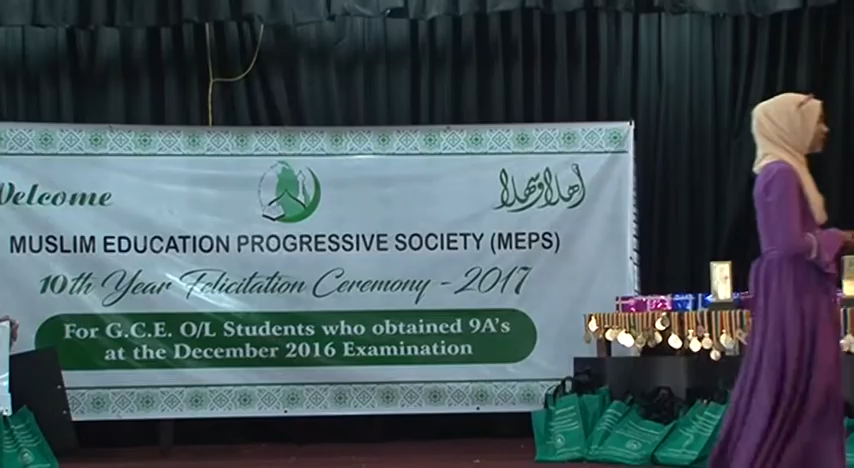 Welcome
أهلا وسهلا
MUSLIM EDUCATION PROGRESSIVE SOCIETY (MEPS)
10th Year Felicitation Ceremony - 2017
For G.C.E. O/L Students who obtained 9A's
at the December 2016 Examination